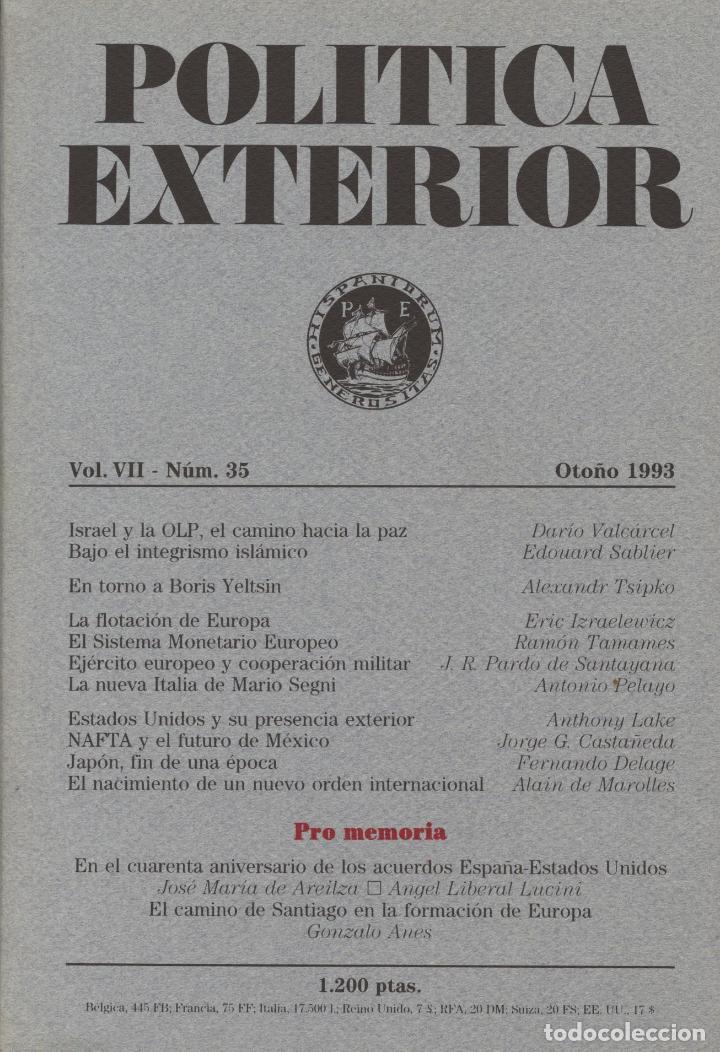 POLITICA
EXTERIOR
HISPANIORUM
P E
GENEROSITAS
Vol. VII - Núm. 35 Otoño 1993
Israel y la OLP, el camino hacia la paz Darío Valcárcel
Bajo el integrismo islámico Edouard Sablier
En torno a Boris Yeltsin Alexandr Tsipko
La flotación de Europa Eric Izraelewicz
El Sistema Monetario Europeo Ramón Tamames
Ejército europeo y cooperación militar J. R. Pardo de Santayana
La nueva Italia de Mario Segni Antonio Pelayo
Estados Unidos y su presencia exterior Anthony Lake
NAFTA y el futuro de México Jorge G. Castañeda
Japón, fin de una época Fernando Delage
El nacimiento de un nuevo orden internacional Alain de Marolles
Pro memoria
En el cuarenta aniversario de los acuerdos España-Estados Unidos
José María de Areilza □ Angel Liberal Lucini
El camino de Santiago en la formación de Europa
Gonzalo Anes
1.200 ptas.
Bélgica, 445 FB; Francia, 75 FF; Italia, 17.500 L; Reino Unido, 7 £; RFA, 20 DM; Suiza, 20 FS; EE. UU., 17 $
todocoleccion